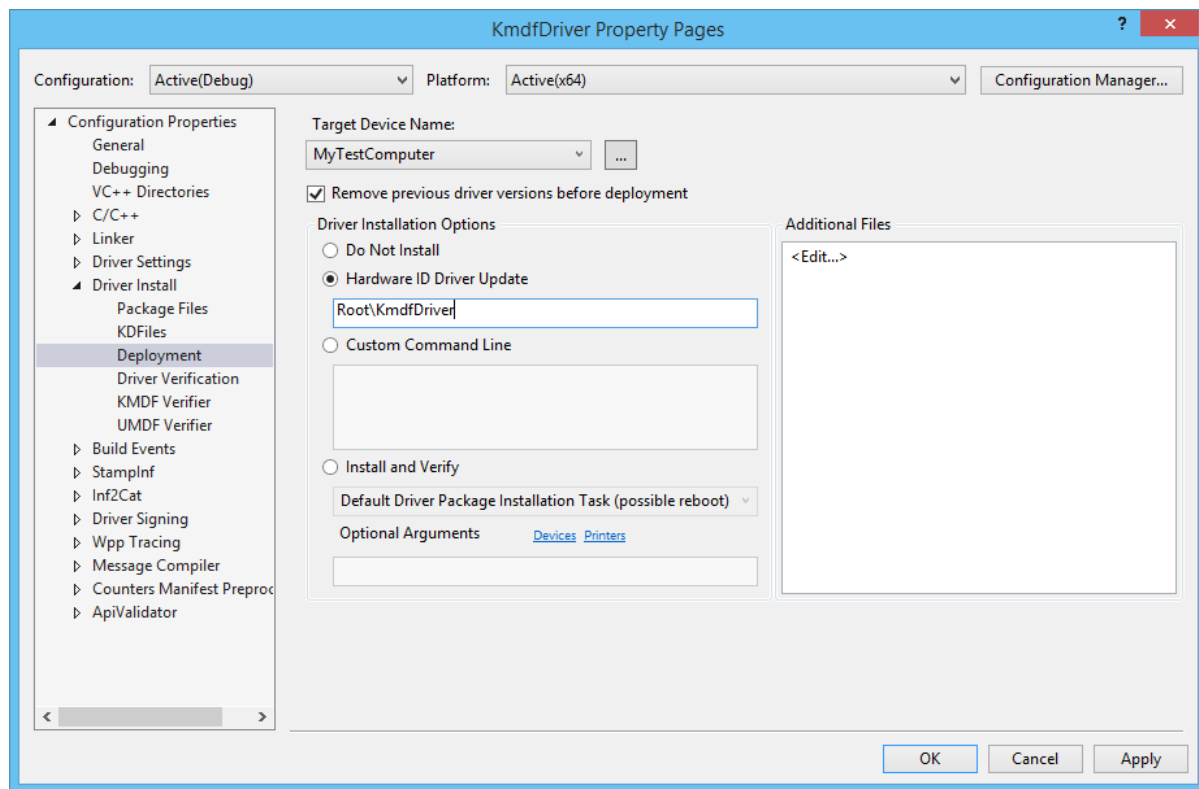 KmdfDriver Property Pages
? ×
Configuration: Active(Debug) Platform: Active(x64) Configuration Manager...
Configuration Properties
General
Debugging
VC++ Directories
C/C++
Linker
Driver Settings
Driver Install
Package Files
KDFiles
Deployment
Driver Verification
KMDF Verifier
UMDF Verifier
Build Events
StampInf
Inf2Cat
Driver Signing
Wpp Tracing
Message Compiler
Counters Manifest Preproc
ApiValidator
Target Device Name:
MyTestComputer ...
Remove previous driver versions before deployment
Driver Installation Options
Do Not Install
Hardware ID Driver Update
Root\KmdfDriver
Custom Command Line
Install and Verify
Default Driver Package Installation Task (possible reboot)
Optional Arguments Devices Printers
Additional Files
<Edit...>
OK Cancel Apply